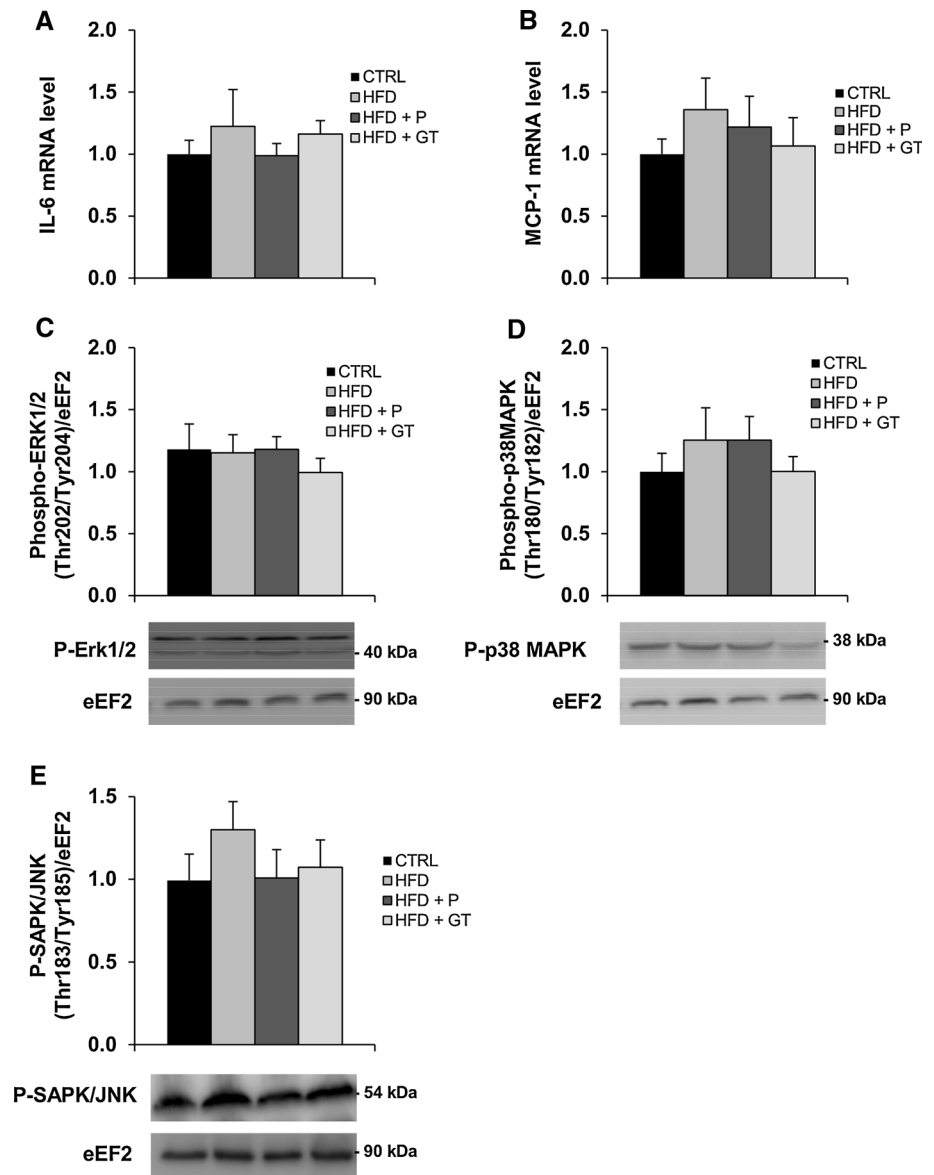 A
IL-6 mRNA level
2.0
1.5
1.0
0.5
0.0
CTRL
HFD
HFD + P
HFD + GT
B
MCP-1 mRNA level
2.0
1.5
1.0
0.5
0.0
CTRL
HFD
HFD + P
HFD + GT
C
Phospho-ERK1/2
(Thr202/Tyr204)/eEF2
2.0
1.5
1.0
0.5
0.0
CTRL
HFD
HFD + P
HFD + GT
P-Erk1/2
- 40 kDa
eEF2
- 90 kDa
D
Phospho-p38MAPK
(Thr180/Tyr182)/eEF2
2.0
1.5
1.0
0.5
0.0
CTRL
HFD
HFD + P
HFD + GT
P-p38 MAPK
- 38 kDa
eEF2
- 90 kDa
E
P-SAPK/JNK
(Thr183/Tyr185)/eEF2
1.5
1.0
0.5
0.0
CTRL
HFD
HFD + P
HFD + GT
P-SAPK/JNK
- 54 kDa
eEF2
- 90 kDa